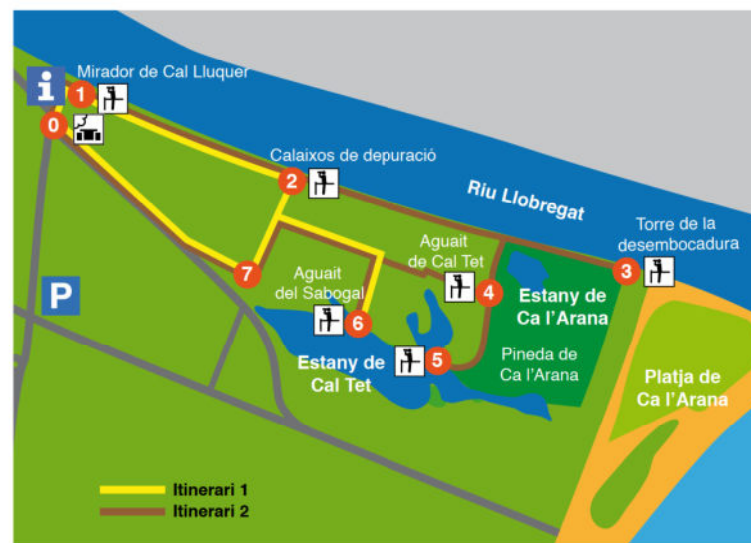 i
1
Mirador de Cal Lluquer
0
Calaixos de depuració
2
Riu Llobregat
Torre de la
desembocadura
3
Aguait
de Cal Tet
4
7
Aguait
del Sabogal
6
P
Estany de
Ca l'Arana
Pineda de
Ca l'Arana
5
Estany de
Cal Tet
Platja de
Ca l'Arana
Itinerari 1
Itinerari 2